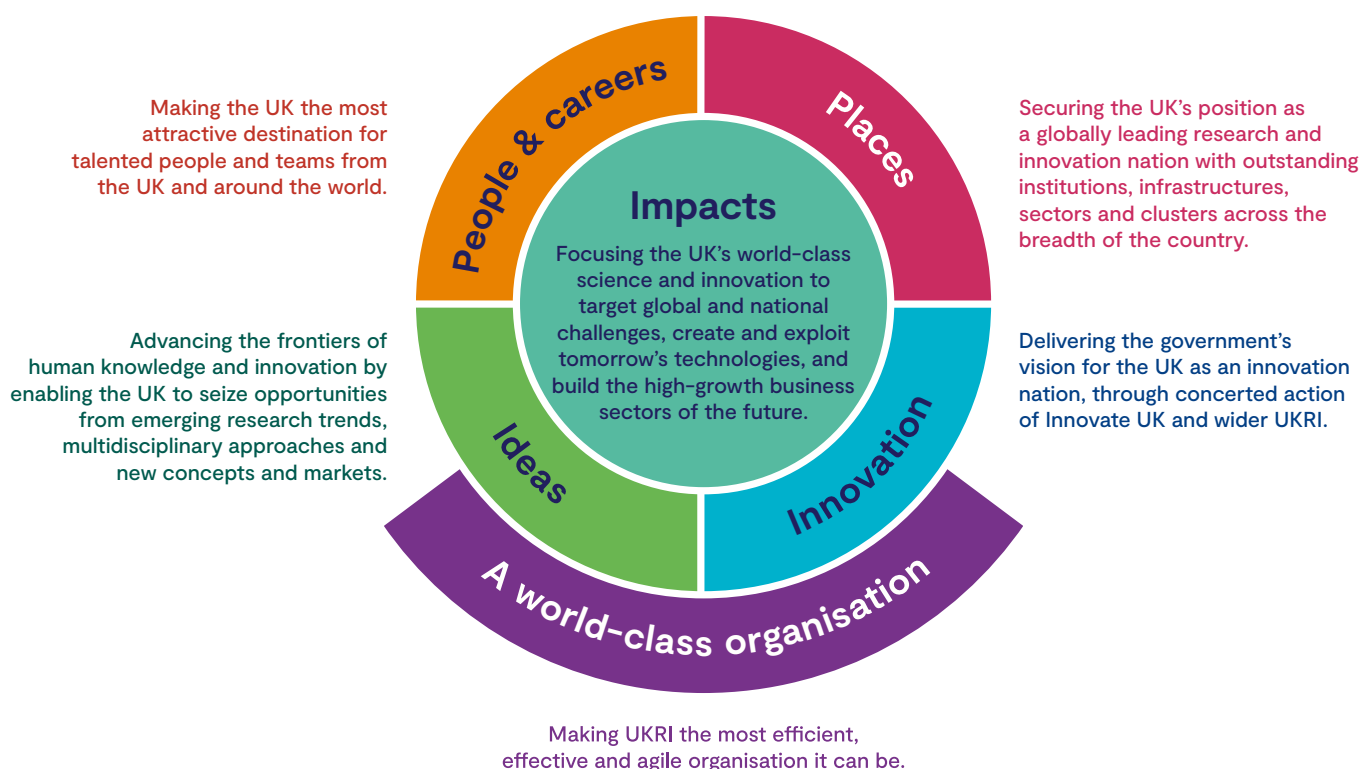 People & careers
Making the UK the most
attractive destination for
talented people and teams from
the UK and around the world.
Places
Securing the UK’s position as
a globally leading research and
innovation nation with outstanding
institutions, infrastructures,
sectors and clusters across the
breadth of the country.
Impacts
Focusing the UK’s world-class
science and innovation to
target global and national
challenges, create and exploit
tomorrow’s technologies, and
build the high-growth business
sectors of the future.
Ideas
Advancing the frontiers of
human knowledge and innovation by
enabling the UK to seize opportunities
from emerging research trends,
multidisciplinary approaches and
new concepts and markets.
Innovation
Delivering the government’s
vision for the UK as an innovation
nation, through concerted action
of Innovate UK and wider UKRI.
A world-class organisation
Making UKRI the most efficient,
effective and agile organisation it can be.